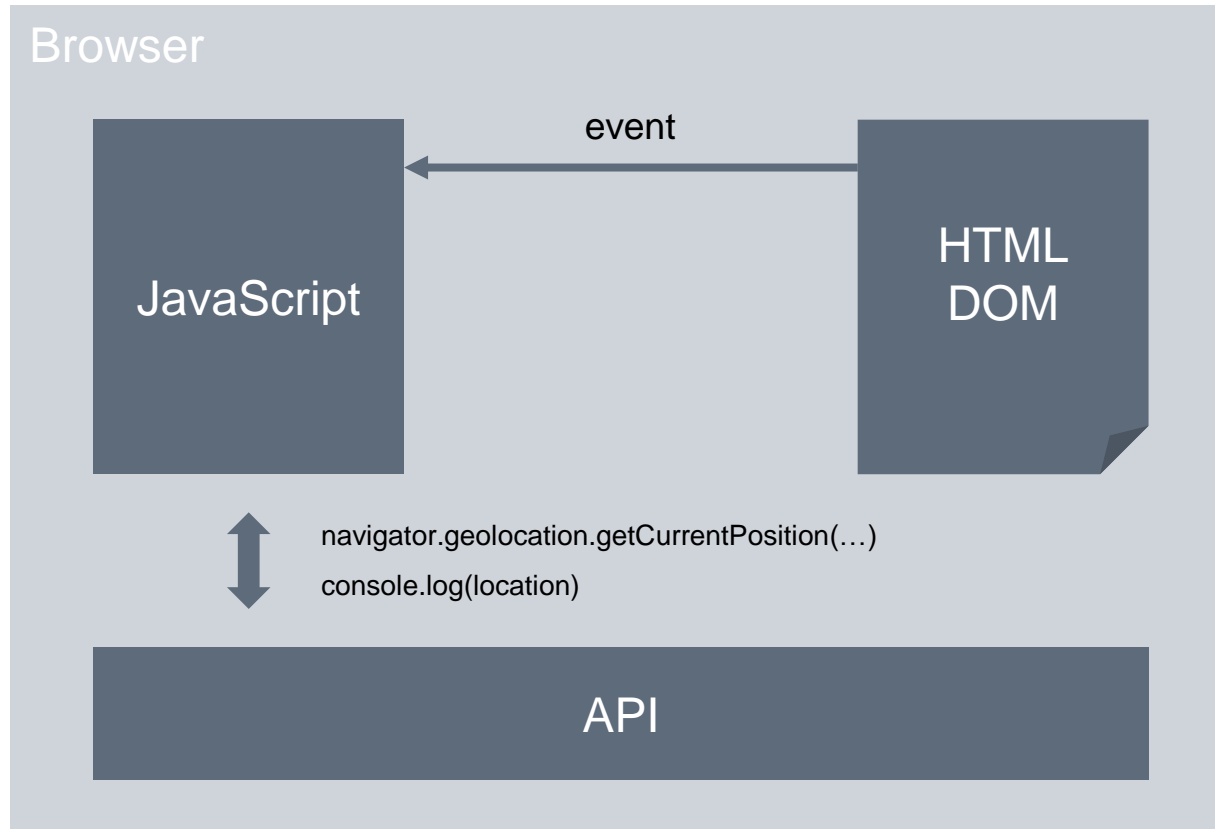 Browser
event
JavaScript
HTML
DOM
navigator.geolocation.getCurrentPosition(…)
console.log(location)
API